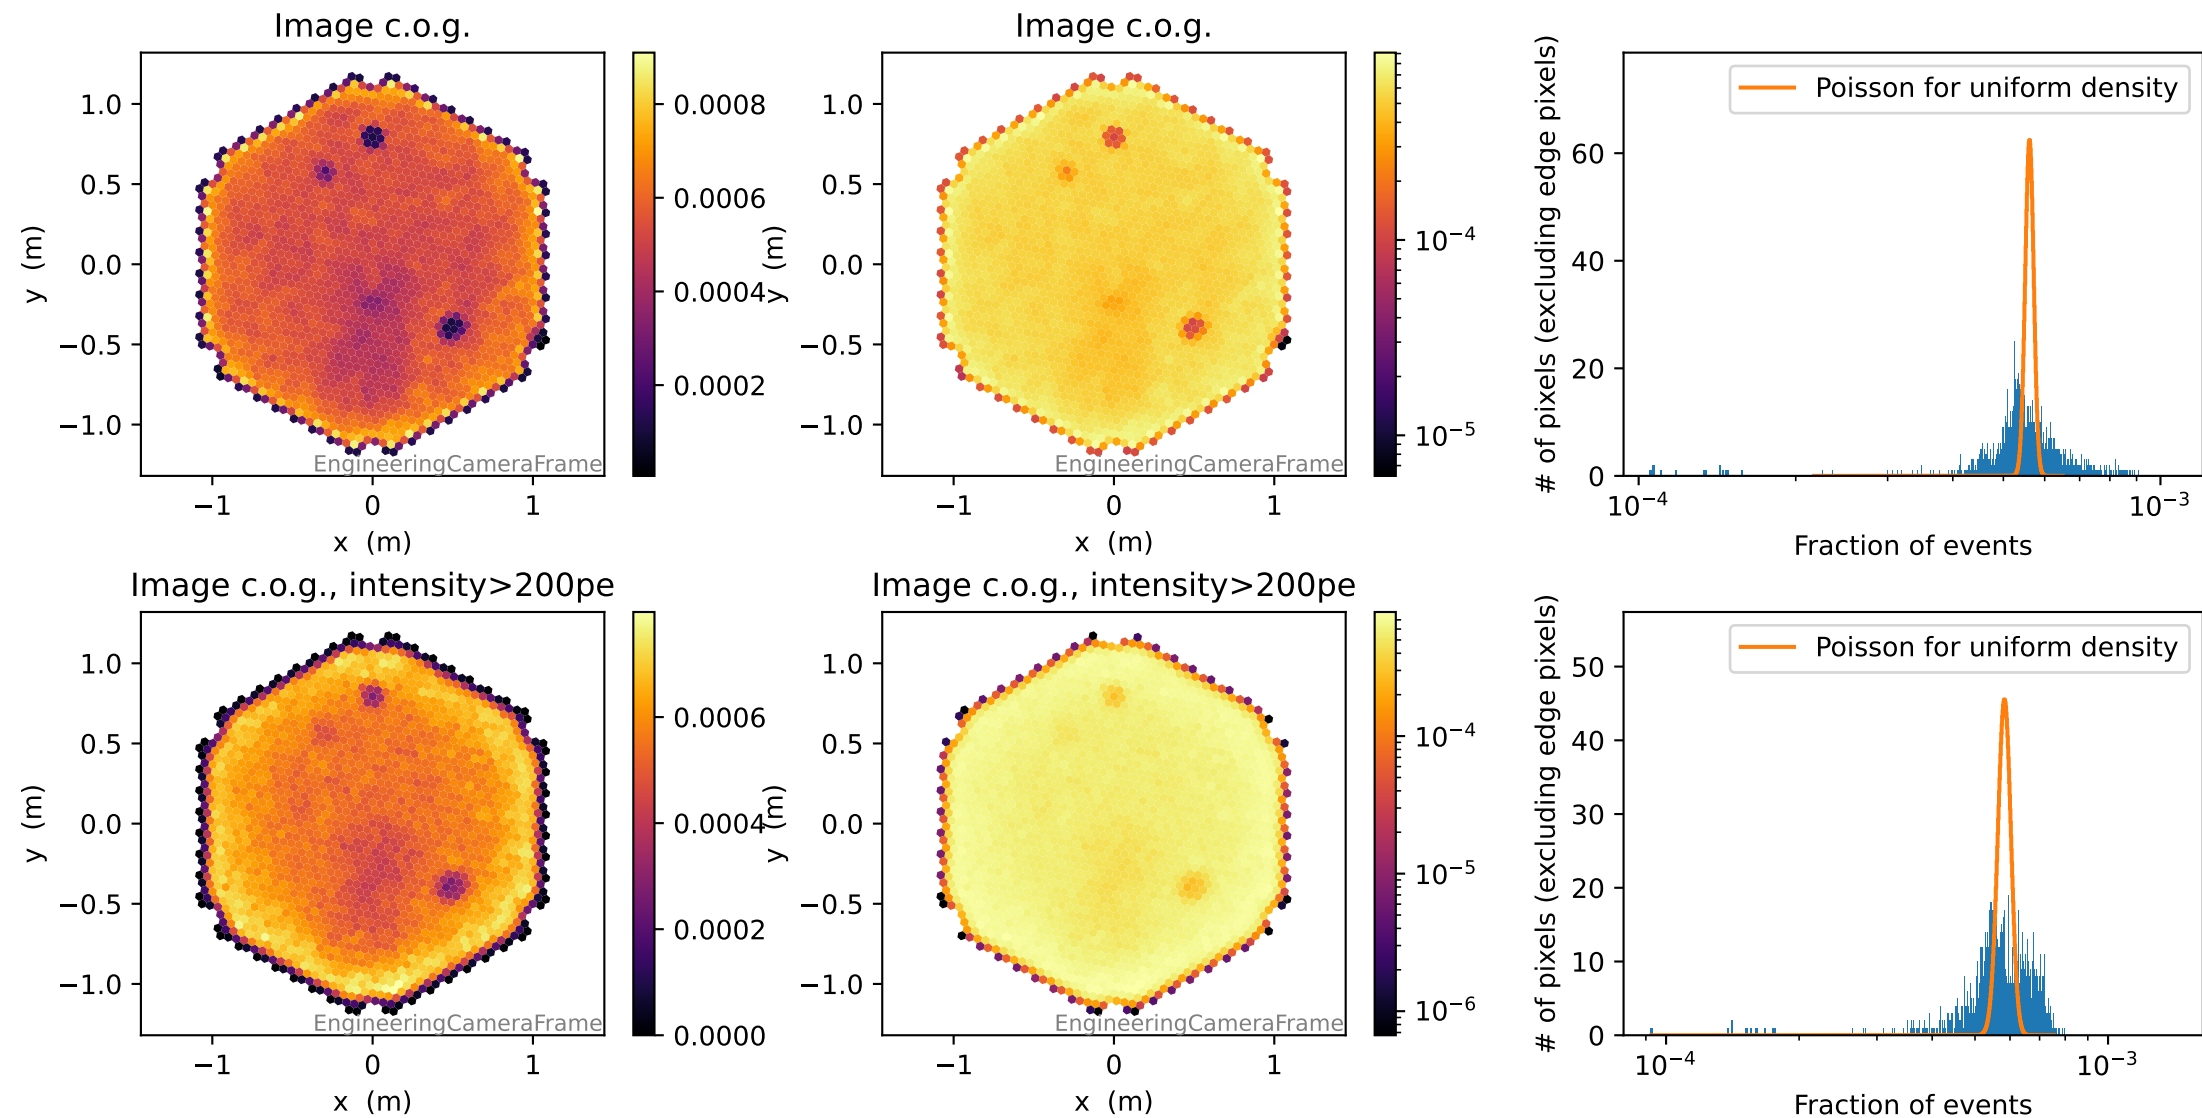 Image c.o.g.
1.0
0.5
0.0
−0.5
−1.0
y (m)
−1
0
1
x (m)
EngineeringCameraFrame
0.0008
0.0006
0.0004
0.0002
Image c.o.g.
1.0
0.5
0.0
−0.5
−1.0
y (m)
−1
0
1
x (m)
EngineeringCameraFrame
10⁻⁴
10⁻⁵
# of pixels (excluding edge pixels)
60
40
20
0
Poisson for uniform density
10⁻⁴
10⁻³
Fraction of events
Image c.o.g., intensity>200pe
1.0
0.5
0.0
−0.5
−1.0
y (m)
−1
0
1
x (m)
EngineeringCameraFrame
0.0006
0.0004
0.0002
0.0000
Image c.o.g., intensity>200pe
1.0
0.5
0.0
−0.5
−1.0
y (m)
−1
0
1
x (m)
EngineeringCameraFrame
10⁻⁴
10⁻⁵
10⁻⁶
# of pixels (excluding edge pixels)
50
40
30
20
10
0
Poisson for uniform density
10⁻⁴
10⁻³
Fraction of events